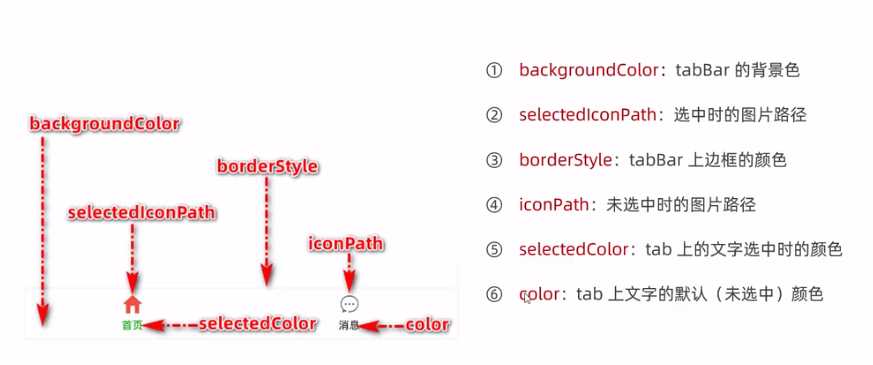 backgroundColor
borderStyle
selectedIconPath
iconPath
首页
selectedColor
消息
color
① backgroundColor：tabBar 的背景色
② selectedIconPath：选中时的图片路径
③ borderStyle：tabBar 上边框的颜色
④ iconPath：未选中时的图片路径
⑤ selectedColor：tab 上的文字选中时的颜色
⑥ color：tab 上文字的默认（未选中）颜色